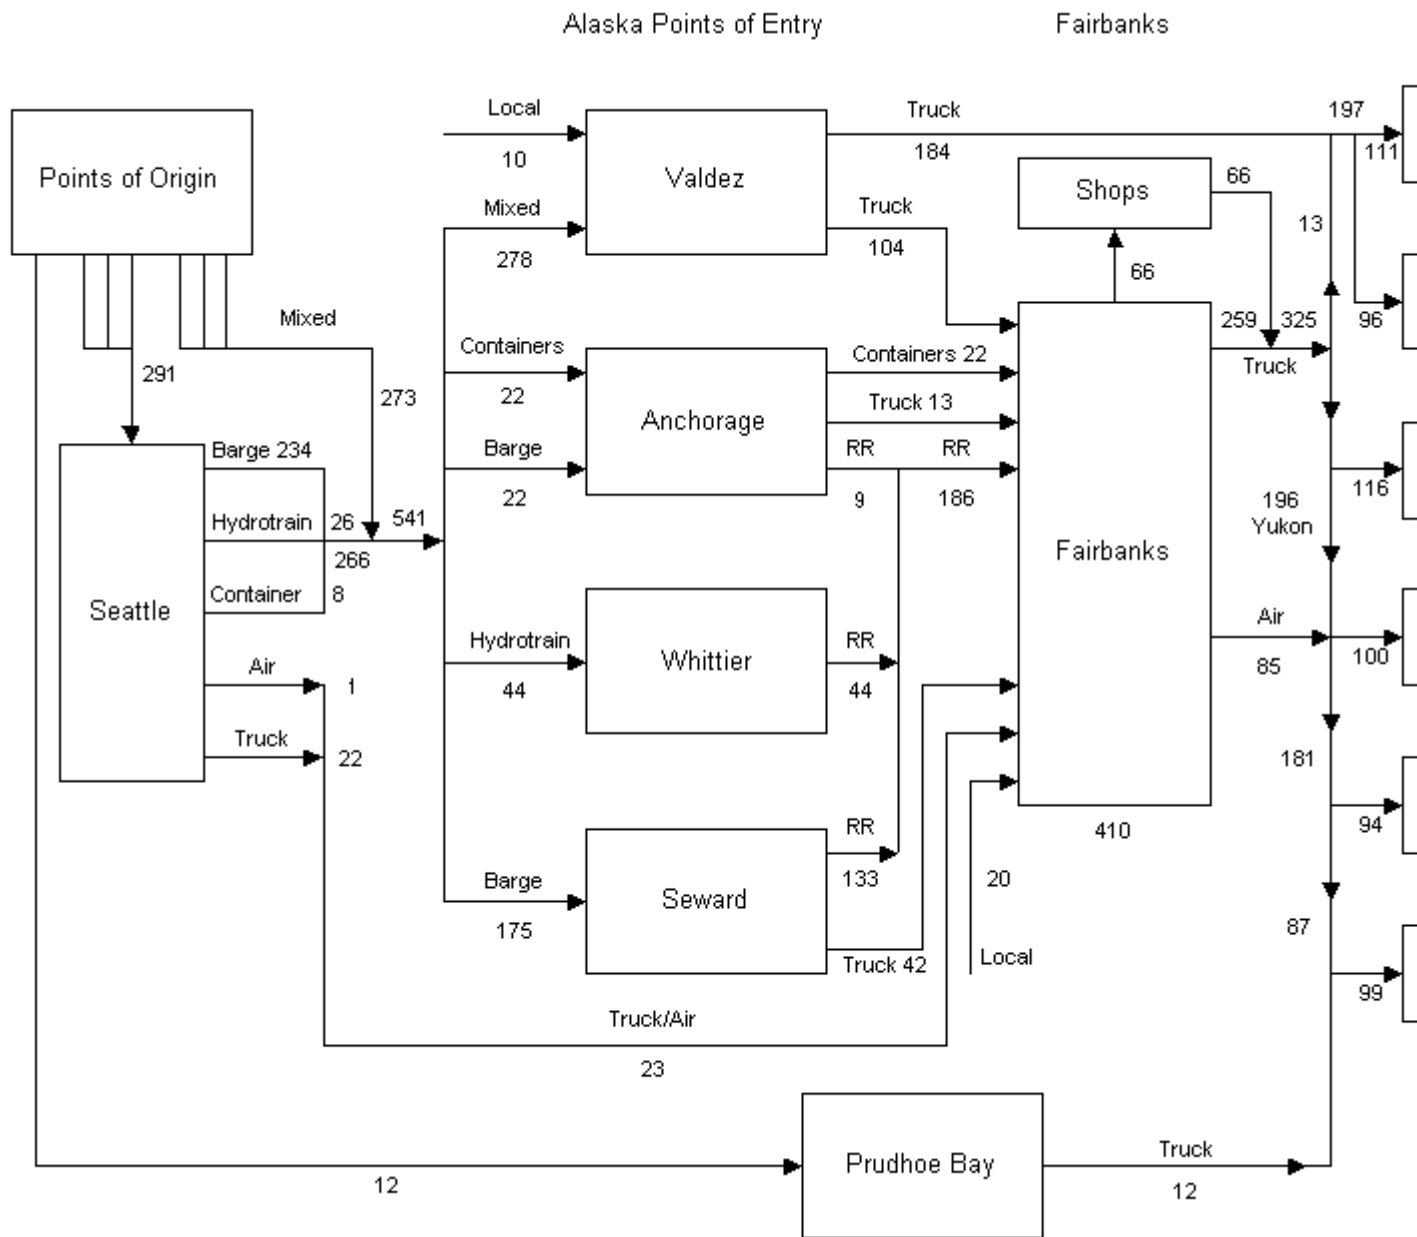 Alaska Points of Entry
Fairbanks
Local
10
Truck
184
197
111
Points of Origin
Valdez
Shops
66
Mixed
278
Truck
104
13
66
Mixed
291
273
Containers
22
Anchorage
Containers 22
Truck 13
259
325
Truck
96
Barge
22
RR
9
RR
186
Seattle
Barge 234
Hydrotrain
26
541
266
Container
8
Air
1
Truck
22
116
196
Yukon
Fairbanks
Hydrotrain
44
Whittier
RR
44
Air
85
100
181
410
94
Barge
175
Seward
RR
133
Truck 42
20
Local
87
99
Truck/Air
23
12
Prudhoe Bay
Truck
12